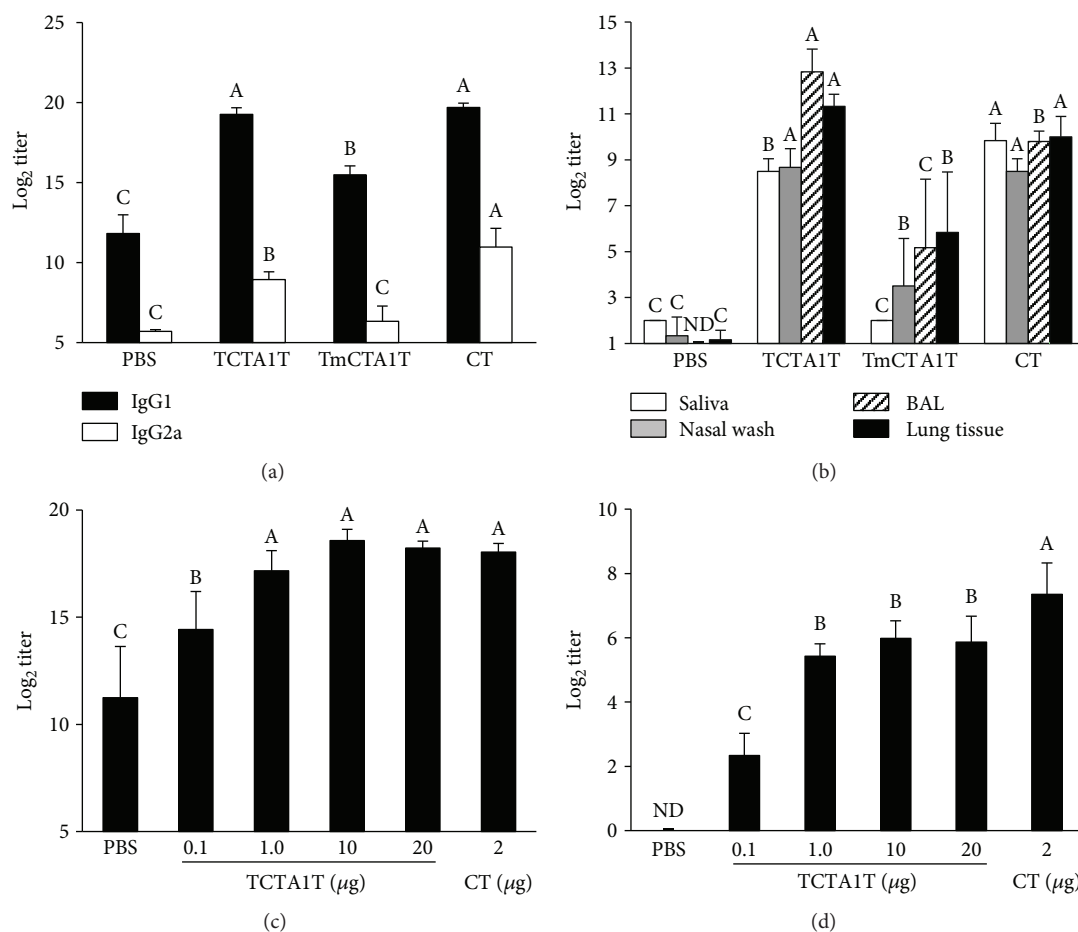 25
20
15
10
5
Log₂ titer
C
C
A
B
B
C
A
A
PBS
TCTA1T
TmCTA1T
CT
IgG1
IgG2a
(a)
15
13
11
9
7
5
3
1
Log₂ titer
C
C
ND
C
B
A
A
A
C
B
C
B
A
A
B
A
PBS
TCTA1T
TmCTA1T
CT
Saliva
BAL
Nasal wash
Lung tissue
(b)
20
15
10
5
Log₂ titer
C
B
A
A
A
A
PBS 0.1 1.0 10 20 2
TCTA1T (μg) CT (μg)
(c)
10
8
6
4
2
0
Log₂ titer
ND
C
B
B
B
A
PBS 0.1 1.0 10 20 2
TCTA1T (μg) CT (μg)
(d)